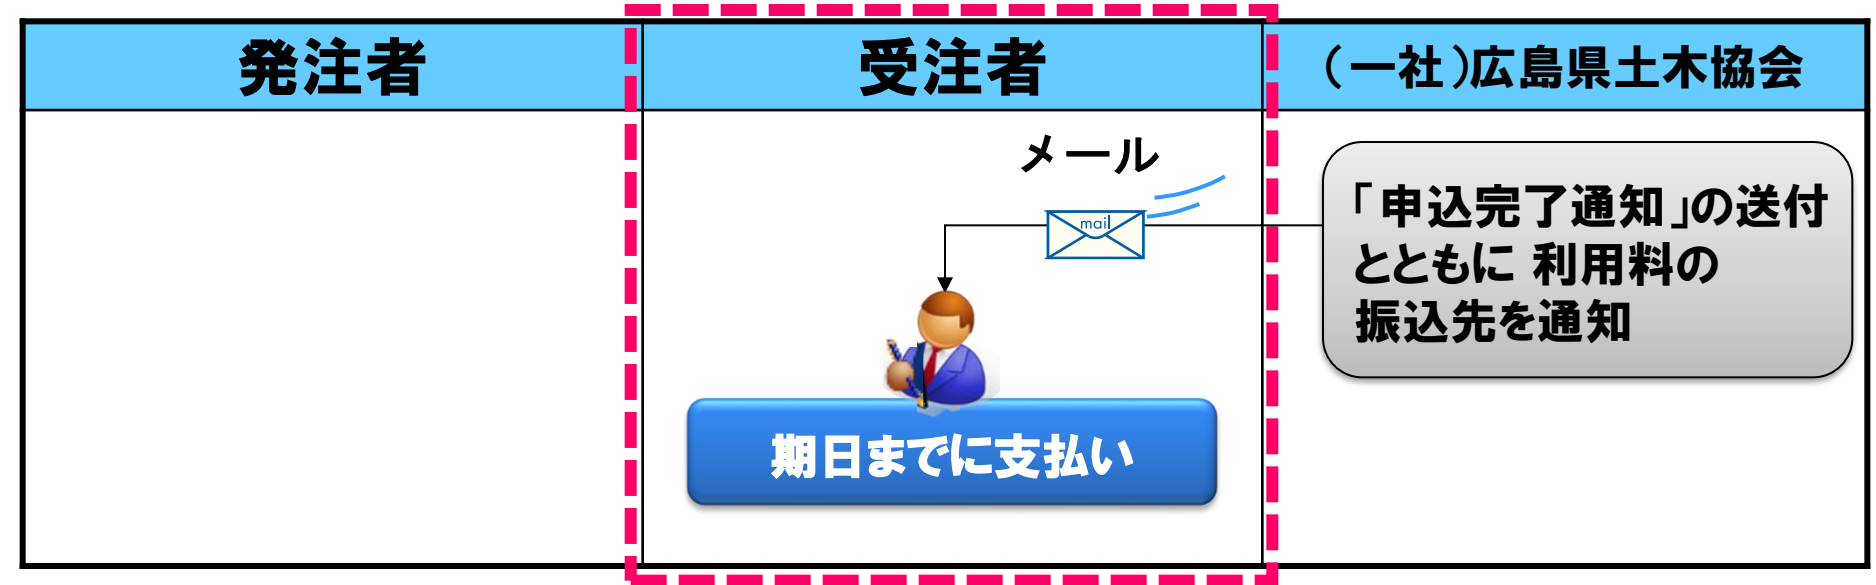 発注者
受注者
（一社）広島県土木協会
メール
mail
「申込完了通知」の送付
とともに 利用料の
振込先を通知
期日までに支払い